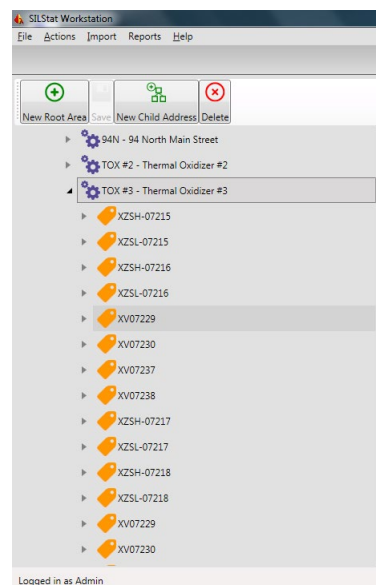 SILStat Workstation
File Actions Import Reports Help
New Root Area Save New Child Address Delete
94N - 94 North Main Street
TOX #2 - Thermal Oxidizer #2
TOX #3 - Thermal Oxidizer #3
XZSH-07215
XZSL-07215
XZSH-07216
XZSL-07216
XV07229
XV07230
XV07237
XV07238
XZSH-07217
XZSL-07217
XZSH-07218
XZSL-07218
XV07229
XV07230
Logged in as Admin